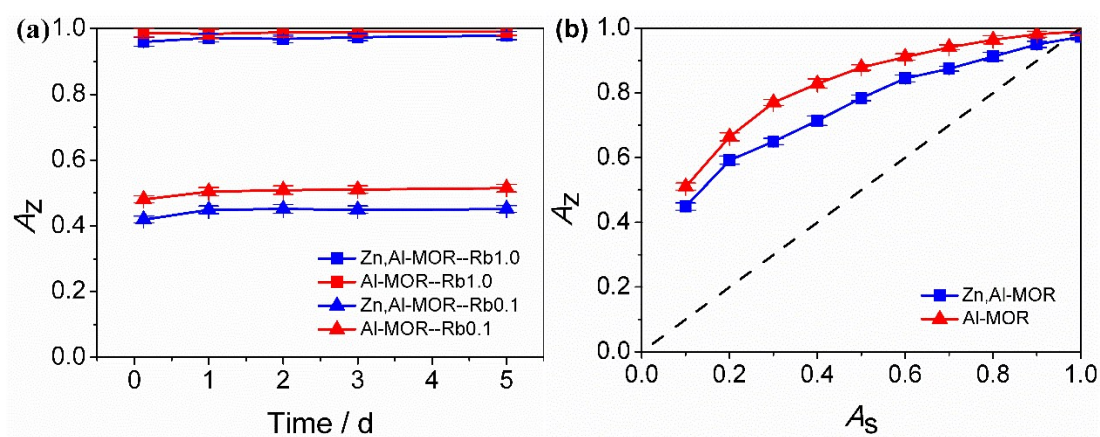 (a)
1.0
0.8
0.6
0.4
0.2
0.0
AZ
Zn,Al-MOR--Rb1.0
Al-MOR--Rb1.0
Zn,Al-MOR--Rb0.1
Al-MOR--Rb0.1
0 1 2 3 4 5
Time / d
(b)
1.0
0.8
0.6
0.4
0.2
0.0
AZ
Zn,Al-MOR
Al-MOR
0.0 0.2 0.4 0.6 0.8 1.0
AS